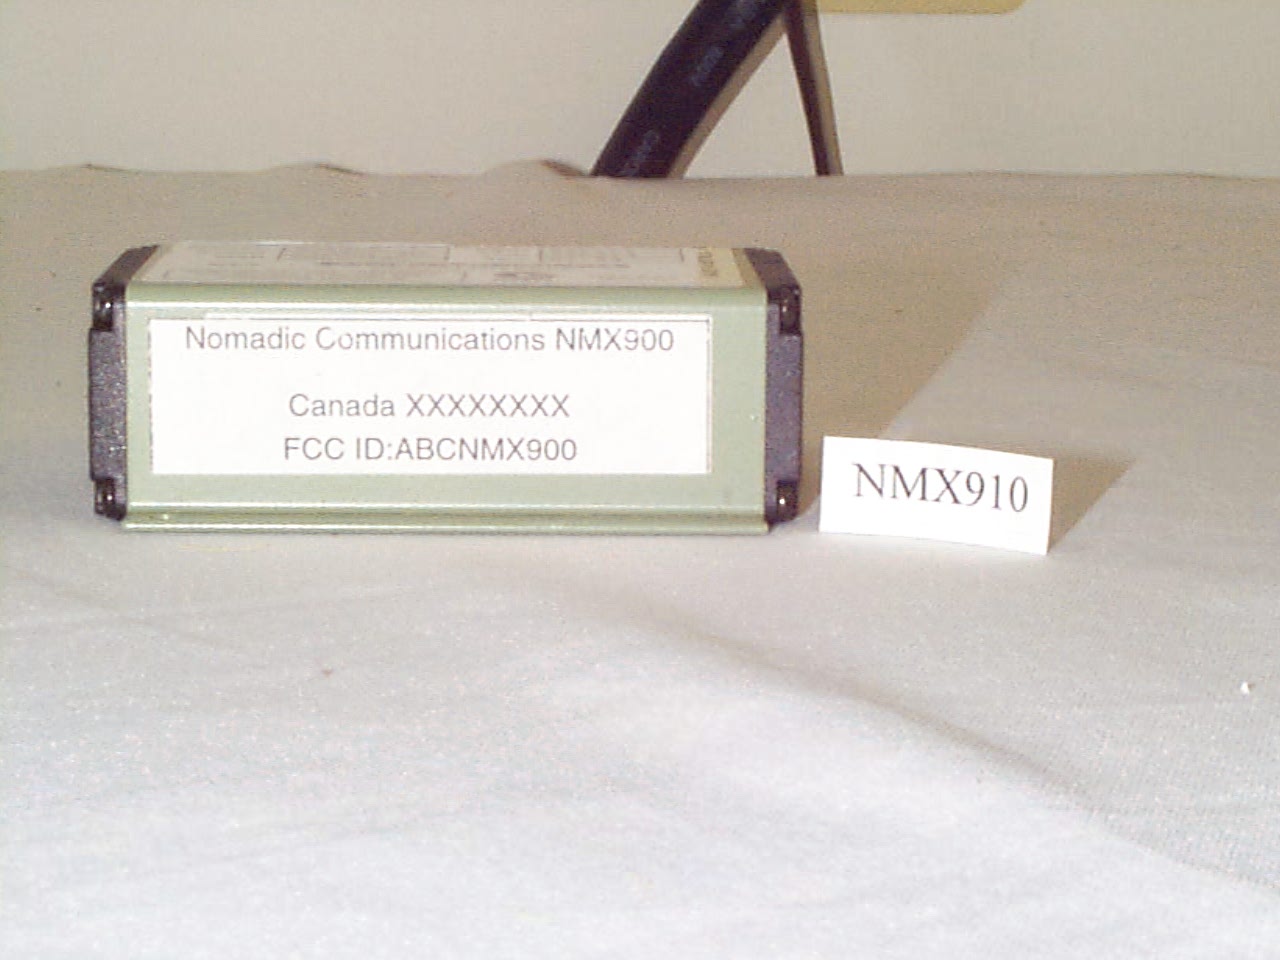 Nomadic Communications NMX900
Canada XXXXXXXX
FCC ID:ABCNMX900
NMX910